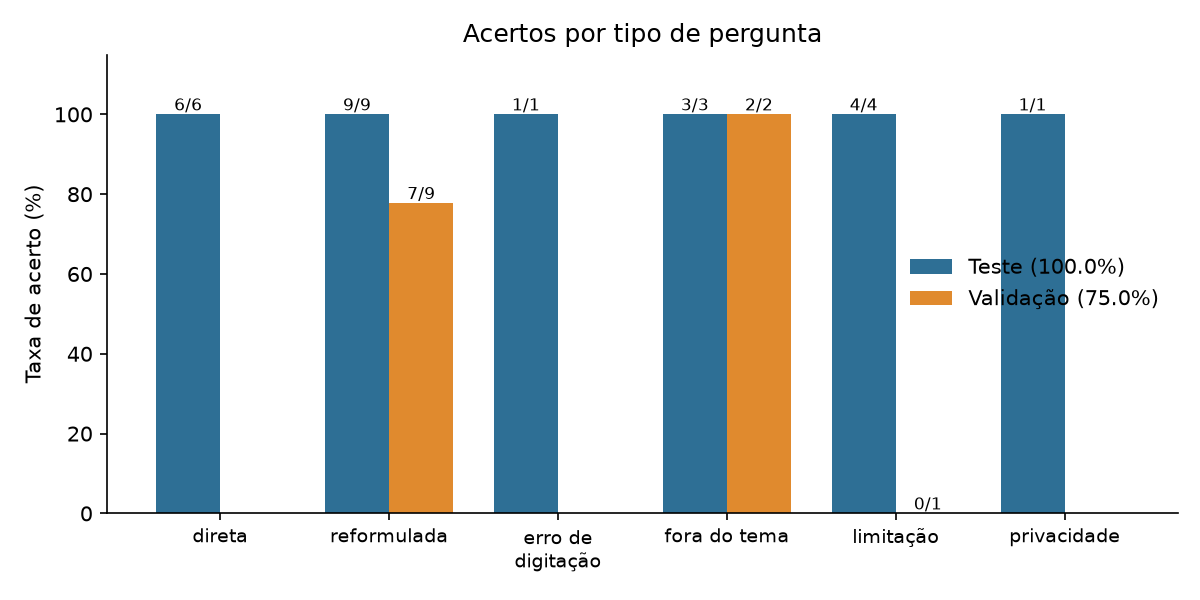 Acertos por tipo de pergunta
Taxa de acerto (%)
100
80
60
40
20
0
6/6
9/9
7/9
1/1
3/3
2/2
4/4
0/1
1/1
Teste (100.0%)
Validação (75.0%)
direta
reformulada
erro de
digitação
fora do tema
limitação
privacidade